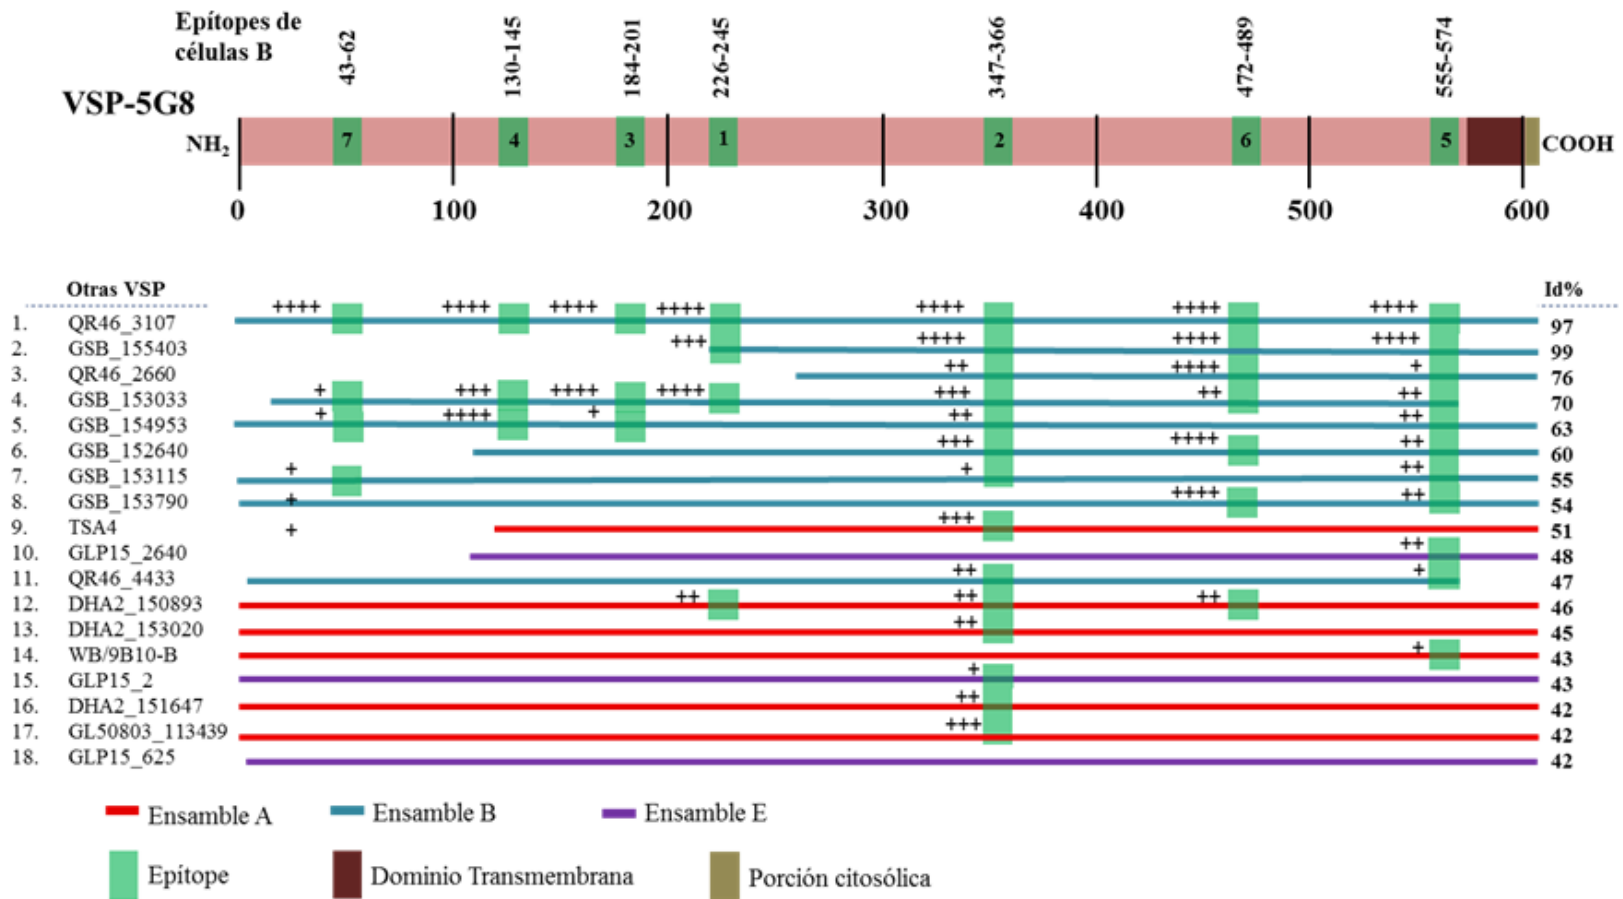 Epítopes de
células B
43-62
130-145
184-201
226-245
347-366
472-489
555-574
VSP-5G8
NH2 7 4 3 1 2 6 5 COOH
0 100 200 300 400 500 600
Otras VSP Id%
++++ ++++ ++++ ++++ ++++ ++++ ++++
1. QR46_3107 97
+++ ++++ ++++ ++++
2. GSB_155403 99
++ ++++ +
3. QR46_2660 76
+ +++ ++++ ++++ +++ ++ ++
4. GSB_153033 70
+ ++++ + ++ ++
5. GSB_154953 63
+++ ++++ ++
6. GSB_152640 60
+ + ++
7. GSB_153115 55
+ ++++ ++
8. GSB_153790 54
+ +++
9. TSA4 51
++
10. GLP15_2640 48
++ +
11. QR46_4433 47
++ ++ ++
12. DHA2_150893 46
++
13. DHA2_153020 45
+
14. WB/9B10-B 43
+
15. GLP15_2 43
++
16. DHA2_151647 42
+++
17. GL50803_113439 42
18. GLP15_625 42
Ensamble A Ensamble B Ensamble E
Epítope Dominio Transmembrana Porción citosólica